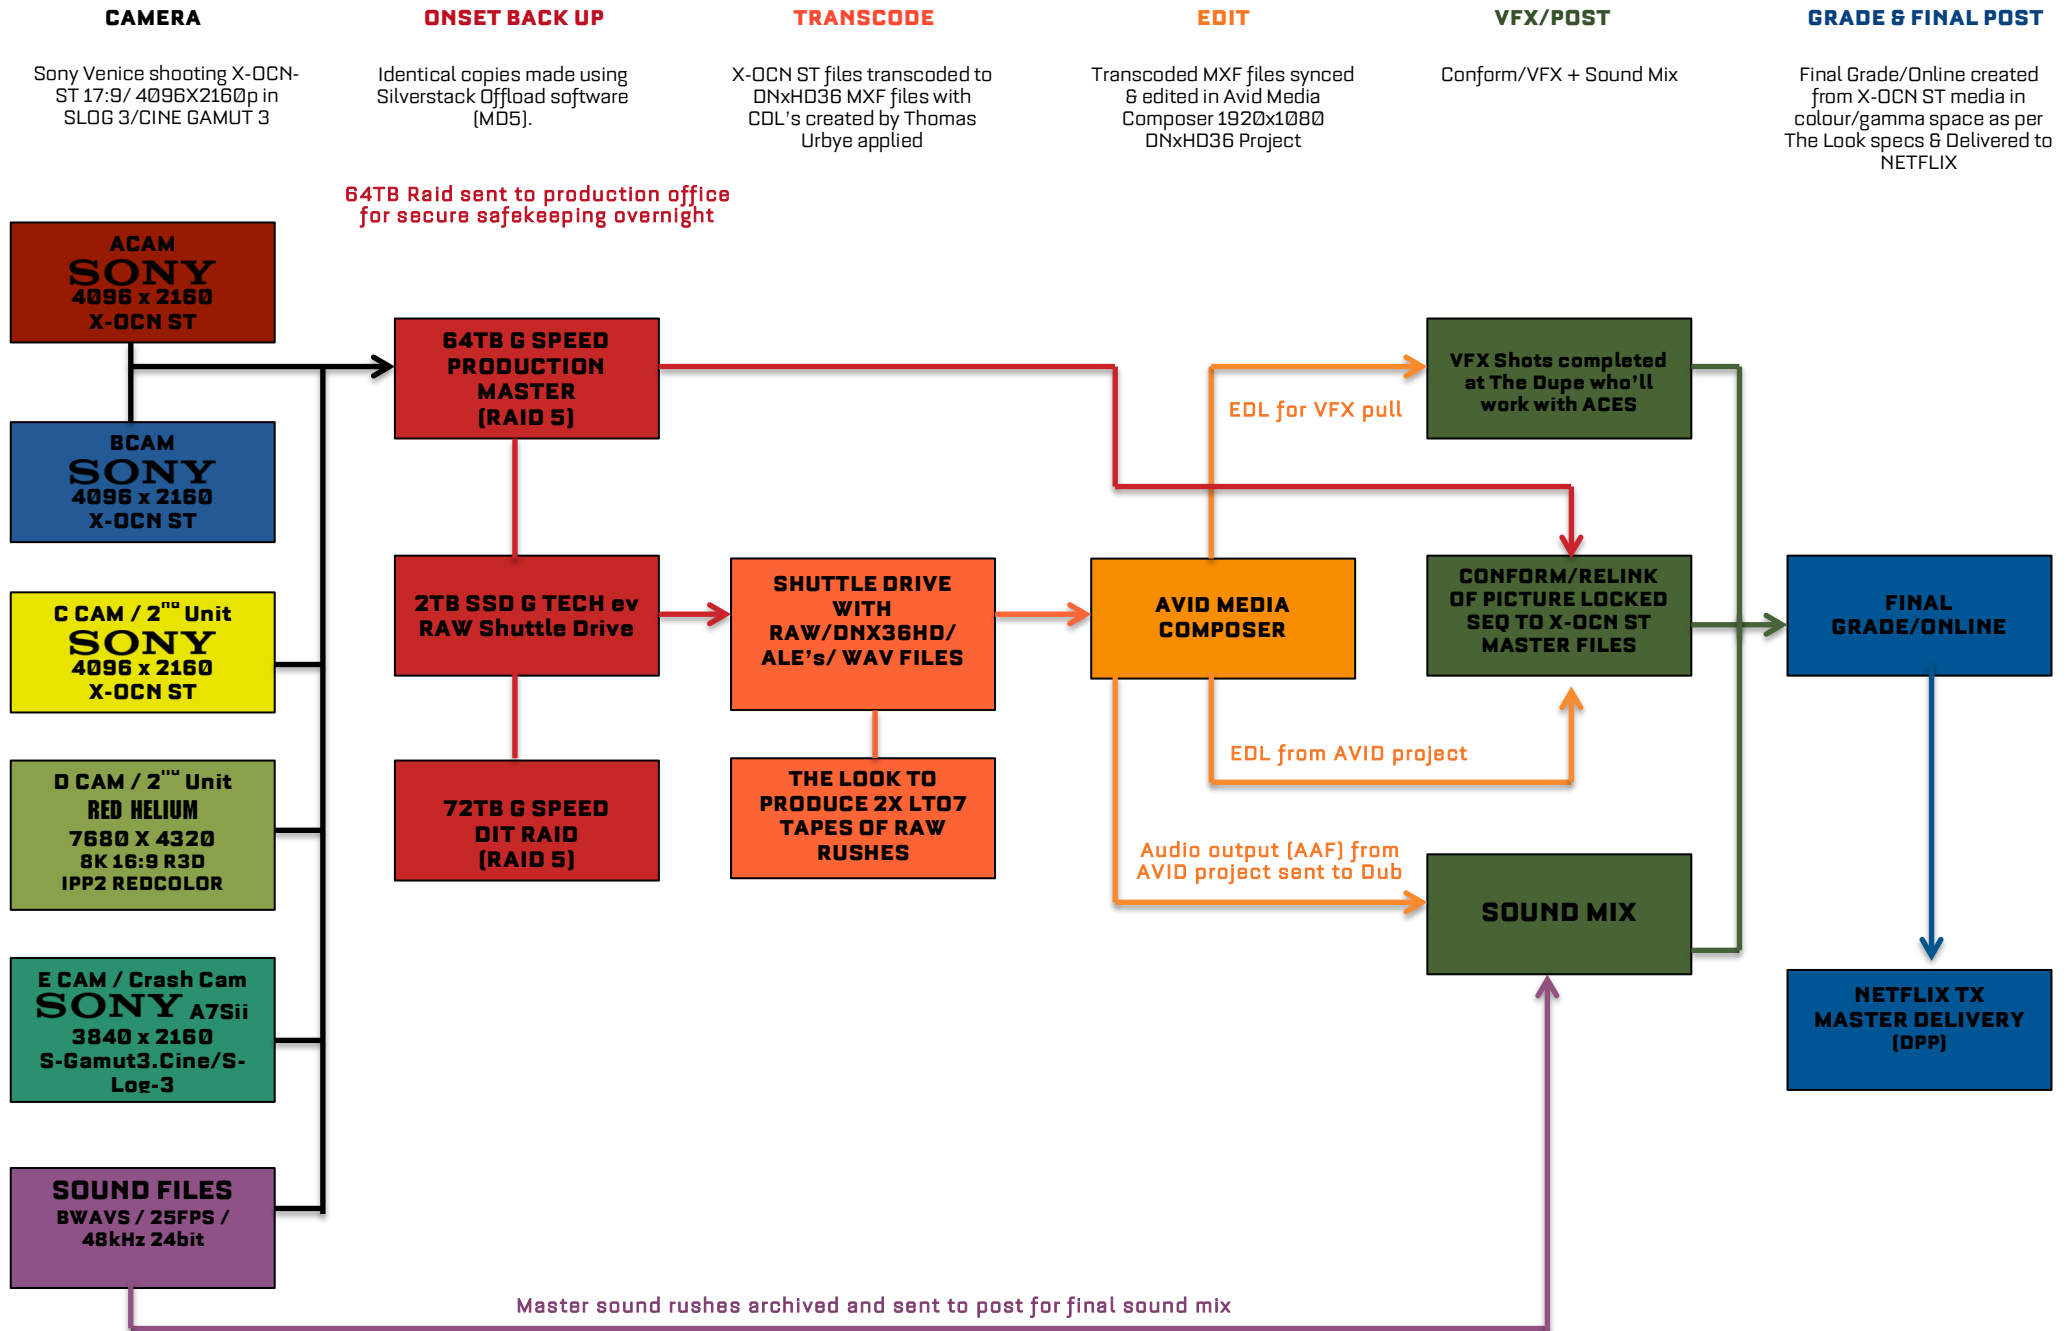 CAMERA
Sony Venice shooting X-OCN-
ST 17:9/ 4096X2160p in
SLOG 3/CINE GAMUT 3
ONSET BACK UP
Identical copies made using
Silverstack Offload software
(MD5).
TRANSCODE
X-OCN ST files transcoded to
DNxHD36 MXF files with
CDL's created by Thomas
Urbye applied
EDIT
Transcoded MXF files synced
& edited in Avid Media
Composer 1920x1080
DNxHD36 Project
VFX/POST
Conform/VFX + Sound Mix
GRADE & FINAL POST
Final Grade/Online created
from X-OCN ST media in
colour/gamma space as per
The Look specs & Delivered to
NETFLIX
64TB Raid sent to production office
for secure safekeeping overnight
ACAM
SONY
4096 x 2160
X-OCN ST
BCAM
SONY
4096 x 2160
X-OCN ST
C CAM / 2nd Unit
SONY
4096 x 2160
X-OCN ST
D CAM / 2nd Unit
RED HELIUM
7680 X 4320
8K 16:9 R3D
IPP2 REDCOLOR
E CAM / Crash Cam
SONY A7Sii
3840 x 2160
S-Gamut3.Cine/S-
Log-3
SOUND FILES
BWAVS / 25FPS /
48kHz 24bit
64TB G SPEED
PRODUCTION
MASTER
(RAID 5)
2TB SSD G TECH ev
RAW Shuttle Drive
72TB G SPEED
DIT RAID
(RAID 5)
SHUTTLE DRIVE
WITH
RAW/DNX36HD/
ALE's/ WAV FILES
THE LOOK TO
PRODUCE 2X LTO7
TAPES OF RAW
RUSHES
AVID MEDIA
COMPOSER
EDL for VFX pull
EDL from AVID project
Audio output (AAF) from
AVID project sent to Dub
VFX Shots completed
at The Dupe who'll
work with ACES
CONFORM/RELINK
OF PICTURE LOCKED
SEQ TO X-OCN ST
MASTER FILES
SOUND MIX
FINAL
GRADE/ONLINE
NETFLIX TX
MASTER DELIVERY
(DPP)
Master sound rushes archived and sent to post for final sound mix